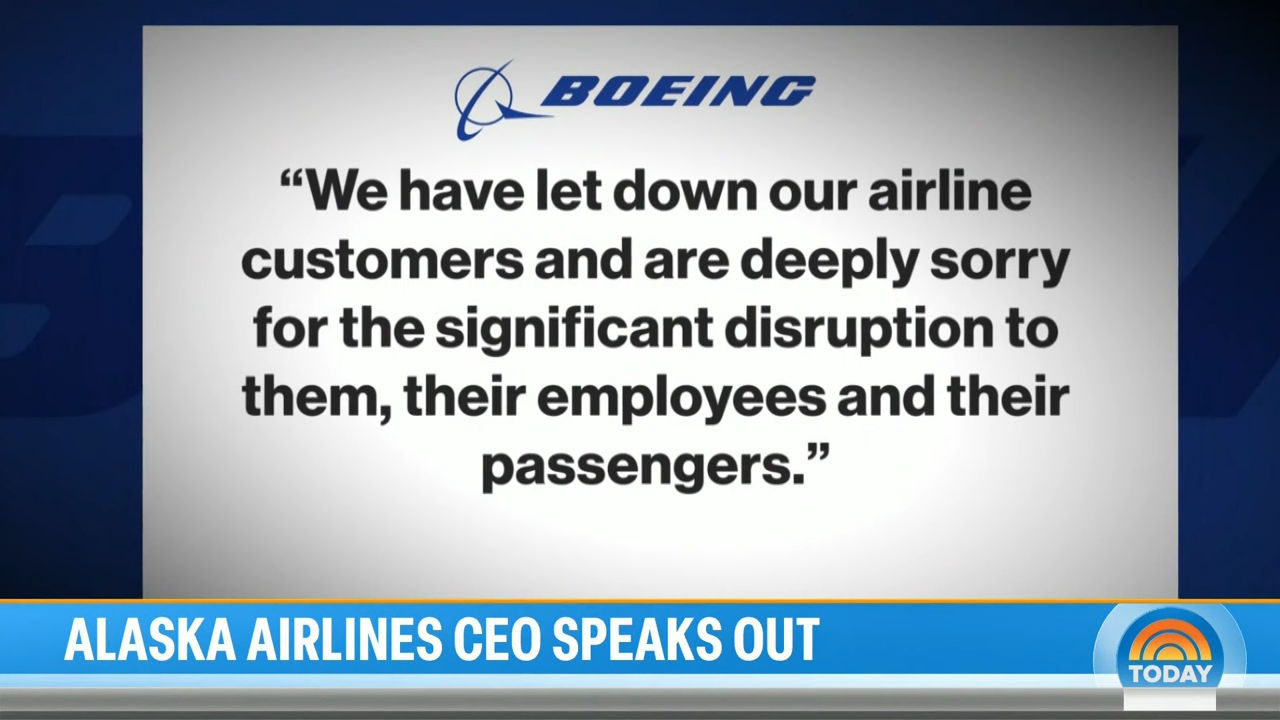 BOEING
“We have let down our airline
customers and are deeply sorry
for the significant disruption to
them, their employees and their
passengers.”
ALASKA AIRLINES CEO SPEAKS OUT
TODAY